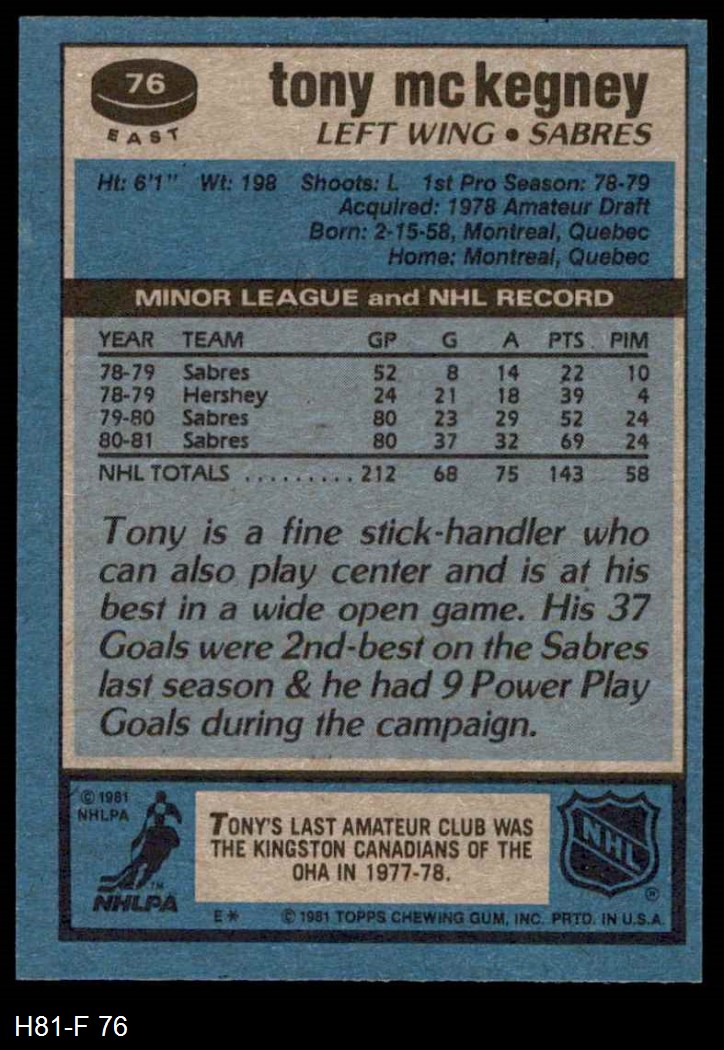 76
EAST
tony mc kegney
LEFT WING • SABRES
Ht: 6'1" Wt: 198 Shoots: L 1st Pro Season: 78-79
Acquired: 1978 Amateur Draft
Born: 2-15-58, Montreal, Quebec
Home: Montreal, Quebec
MINOR LEAGUE and NHL RECORD
YEAR TEAM GP G A PTS. PIM
78-79 Sabres 52 8 14 22 10
78-79 Hershey 24 21 18 39 4
79-80 Sabres 80 23 29 52 24
80-81 Sabres 80 37 32 69 24
NHL TOTALS ......... 212 68 75 143 58
Tony is a fine stick-handler who
can also play center and is at his
best in a wide open game. His 37
Goals were 2nd-best on the Sabres
last season & he had 9 Power Play
Goals during the campaign.
© 1981
NHLPA
TM
NHLPA
TONY'S LAST AMATEUR CLUB WAS
THE KINGSTON CANADIANS OF THE
OHA IN 1977-78.
NHL
®
E* © 1981 TOPPS CHEWING GUM, INC. PRTD. IN U.S.A.
H81-F 76